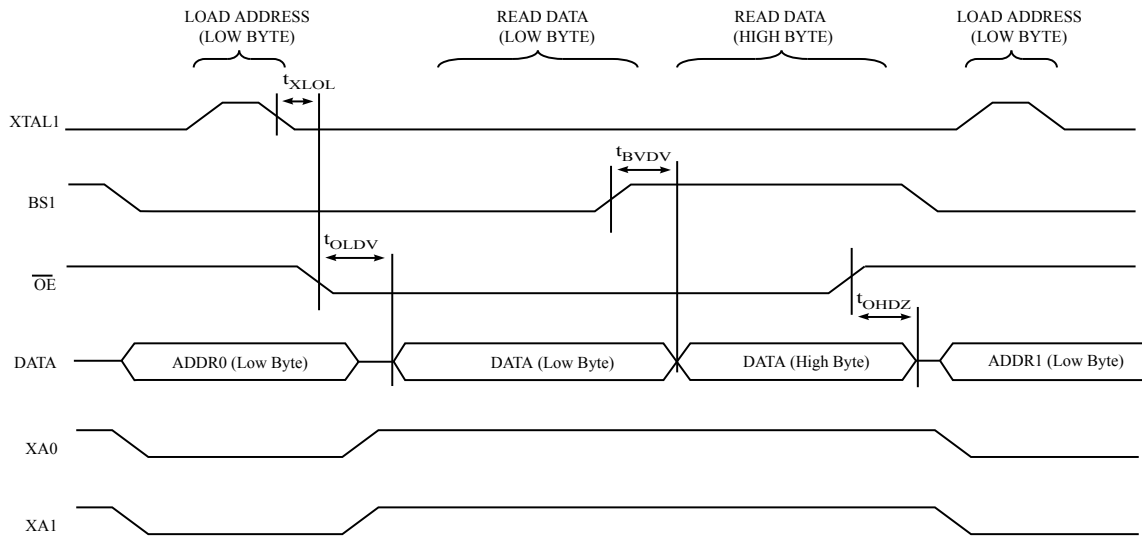 LOAD ADDRESS
(LOW BYTE)
READ DATA
(LOW BYTE)
READ DATA
(HIGH BYTE)
LOAD ADDRESS
(LOW BYTE)
tXLOL
XTAL1
tBVDV
BS1
tOLDV
OE
tOHDZ
DATA
ADDR0 (Low Byte)
DATA (Low Byte)
DATA (High Byte)
ADDR1 (Low Byte)
XA0
XA1